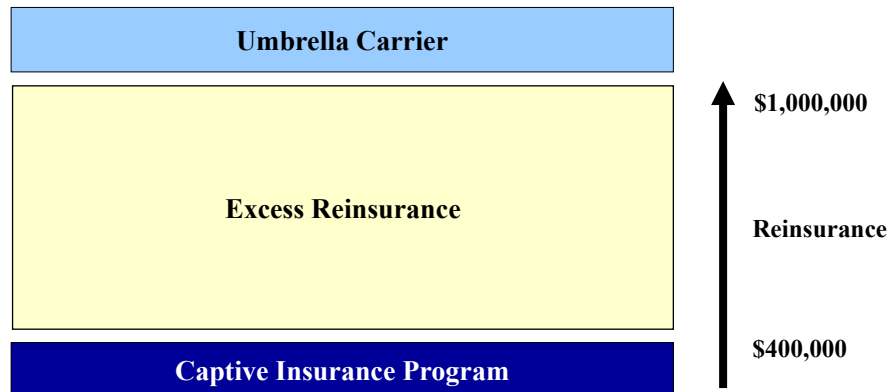 Umbrella Carrier
$1,000,000
Excess Reinsurance
Reinsurance
$400,000
Captive Insurance Program